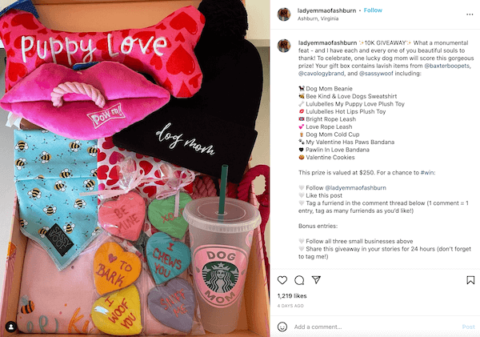 Puppy Love
Paw me!
dog mom
BE MINE
I CHEWS YOU
♥ TO BARK
I WOOF YOU
DOG
MOM
ladyemmaofashburn • Follow
Ashburn, Virginia
ladyemmaofashburn ✨10K GIVEAWAY✨ What a monumental
feat - and I have each and every one of you beautiful souls to
thank! To celebrate, one lucky dog mom will score this gorgeous
prize! Your gift box contains lavish items from @baxterboopets,
@cavologybrand, and @sassywoof including:
Dog Mom Beanie
Bee Kind & Love Dogs Sweatshirt
Lulubelles My Puppy Love Plush Toy
Lulubelles Hot Lips Plush Toy
Bright Rope Leash
Love Rope Leash
Dog Mom Cold Cup
My Valentine Has Paws Bandana
Pawlin in Love Bandana
Valentine Cookies
This prize is valued at $250. For a chance to #win:
Follow @ladyemmaofashburn
Like this post
Tag a furriend in the comment thread below (1 comment = 1
entry, tag as many furriends as you'd like!)
Bonus entries:
Follow all three small businesses above
Share this giveaway in your stories for 24 hours (don't forget
to tag me!)
1,219 likes
Add a comment...
Post